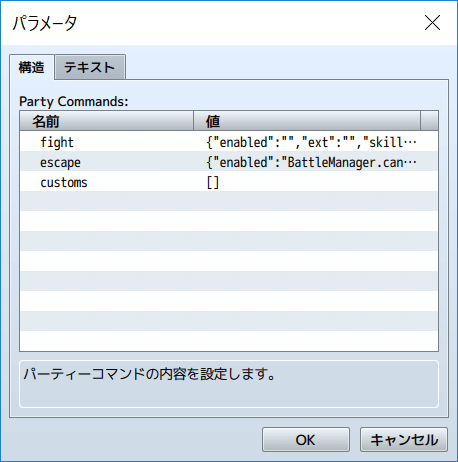 パラメータ
構造 テキスト
Party Commands:
名前 値
fight {"enabled":"","ext":"","skill…
escape {"enabled":"BattleManager.can…
customs []
パーティーコマンドの内容を設定します。
OK キャンセル